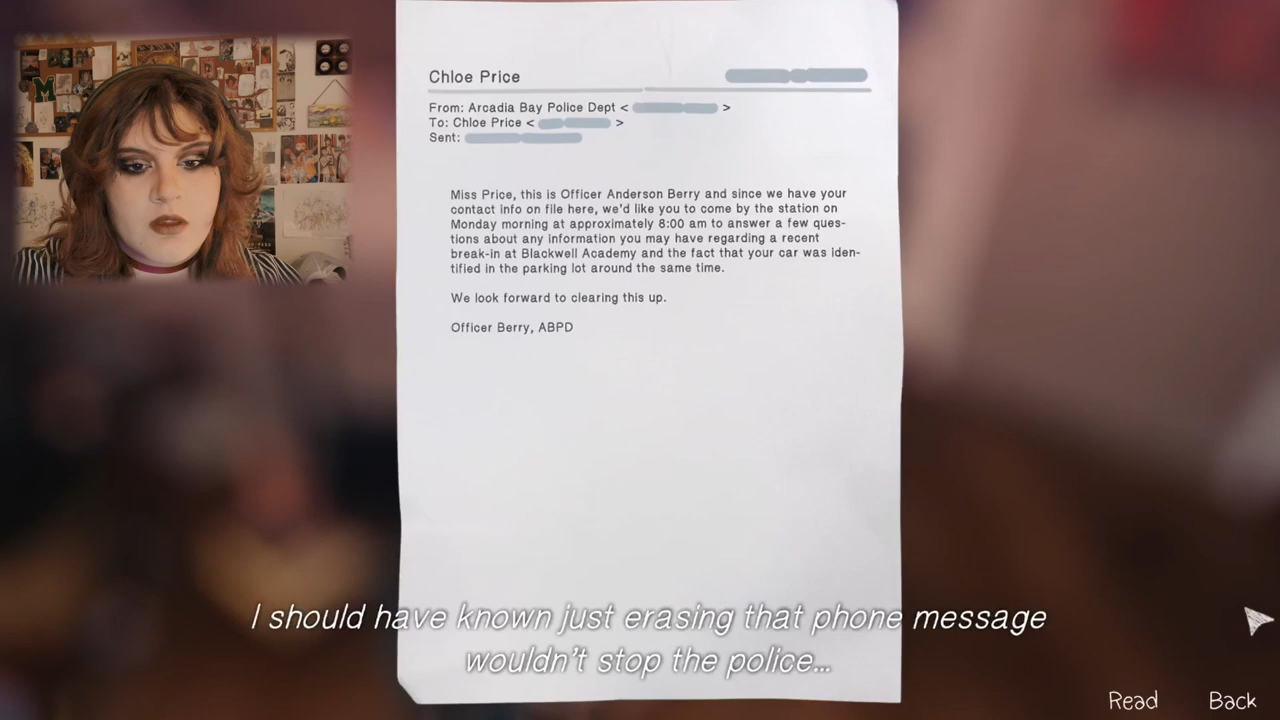 Chloe Price
From: Arcadia Bay Police Dept < >
To: Chloe Price < >
Sent:
Miss Price, this is Officer Anderson Berry and since we have your
contact info on file here, we'd like you to come by the station on
Monday morning at approximately 8:00 am to answer a few ques-
tions about any information you may have regarding a recent
break-in at Blackwell Academy and the fact that your car was iden-
tified in the parking lot around the same time.
We look forward to clearing this up.
Officer Berry, ABPD
I should have known just erasing that phone message
wouldn't stop the police...
Read Back
M